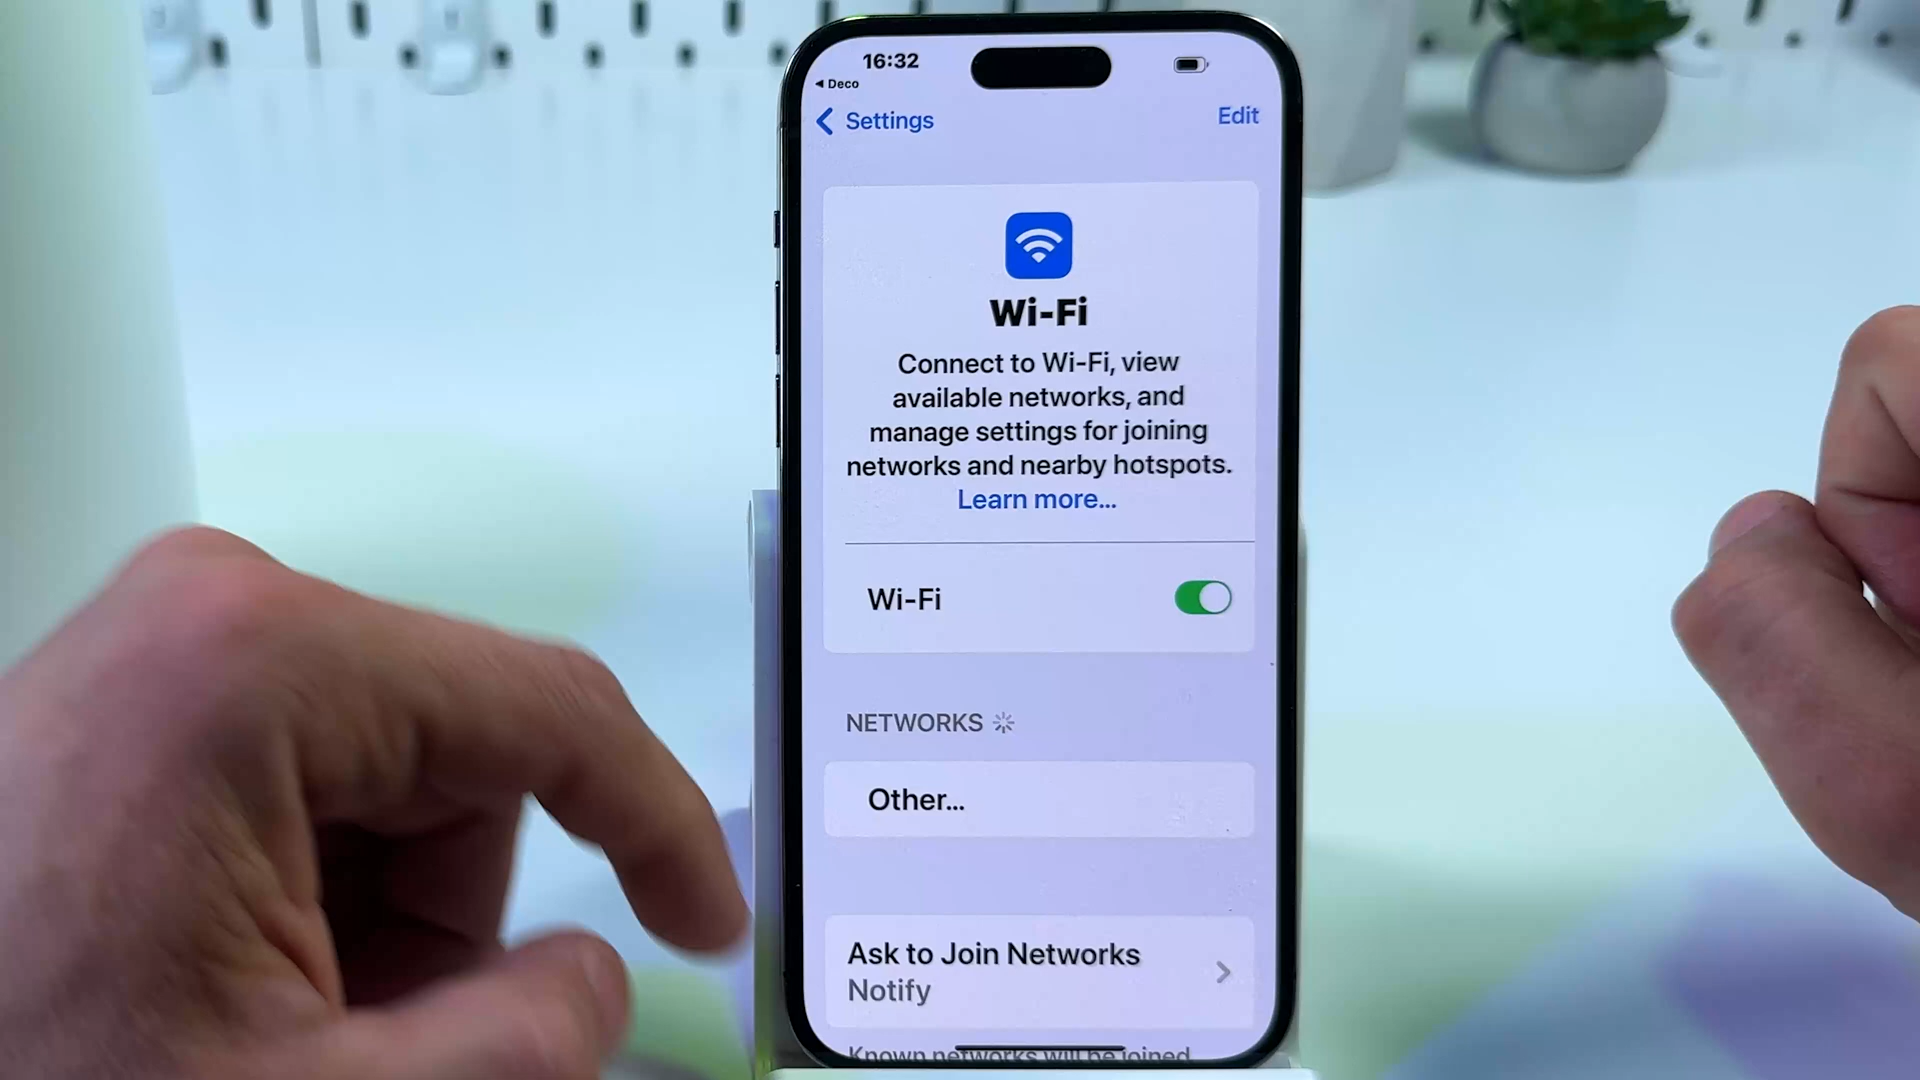 16:32
Deco
Settings
Edit
Wi-Fi
Connect to Wi-Fi, view
available networks, and
manage settings for joining
networks and nearby hotspots.
Learn more...
Wi-Fi
NETWORKS
Other...
Ask to Join Networks
Notify
Known networks will be joined